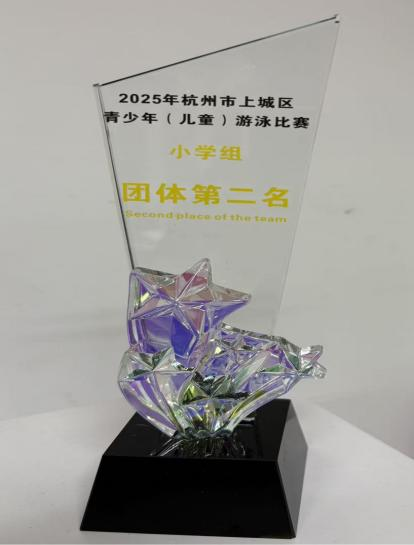 2025年杭州市上城区
青少年（儿童）游泳比赛
小学组
团体第二名
Second place of the team